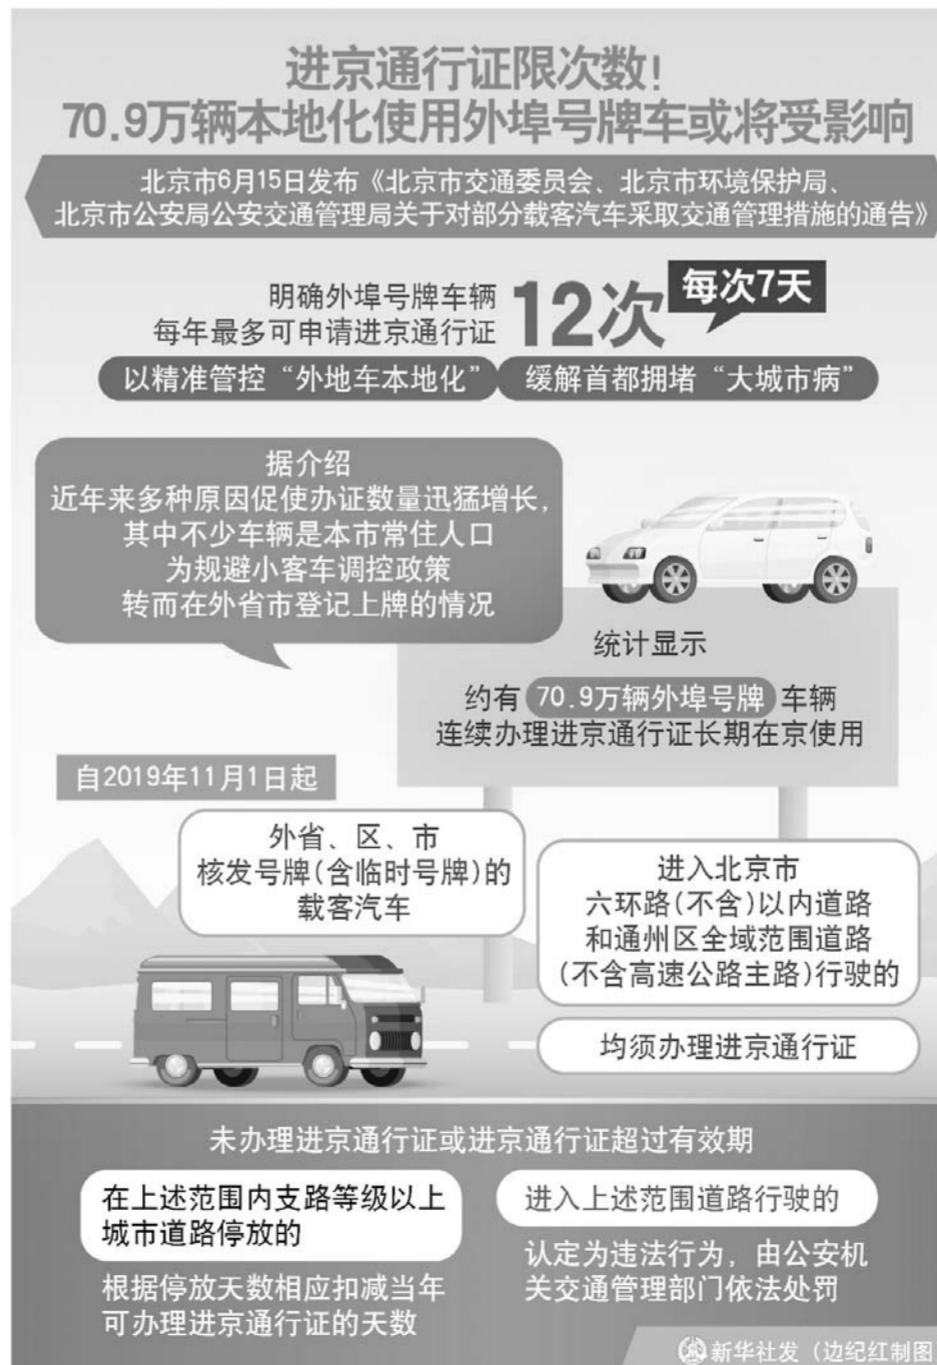 进京通行证限次数!
70.9万辆本地化使用外埠号牌车或将受影响
北京市6月15日发布《北京市交通委员会、北京市环境保护局、
北京市公安局公安交通管理局关于对部分载客汽车采取交通管理措施的通告》
明确外埠号牌车辆
每年最多可申请进京通行证
12次
每次7天
以精准管控“外地车本地化”
缓解首都拥堵“大城市病”
据介绍
近年来多种原因促使办证数量迅猛增长,
其中不少车辆是本市常住人口
为规避小客车调控政策
转而在外省市登记上牌的情况
统计显示
约有 70.9万辆外埠号牌 车辆
连续办理进京通行证长期在京使用
自2019年11月1日起
外省、区、市
核发号牌(含临时号牌)的
载客汽车
进入北京市
六环路(不含)以内道路
和通州区全域范围道路
(不含高速公路主路)行驶的
均须办理进京通行证
未办理进京通行证或进京通行证超过有效期
在上述范围内支路等级以上
城市道路停放的
根据停放天数相应扣减当年
可办理进京通行证的天数
进入上述范围道路行驶的
认定为违法行为，由公安机
关交通管理部门依法处罚
新华社发（边纪红制图